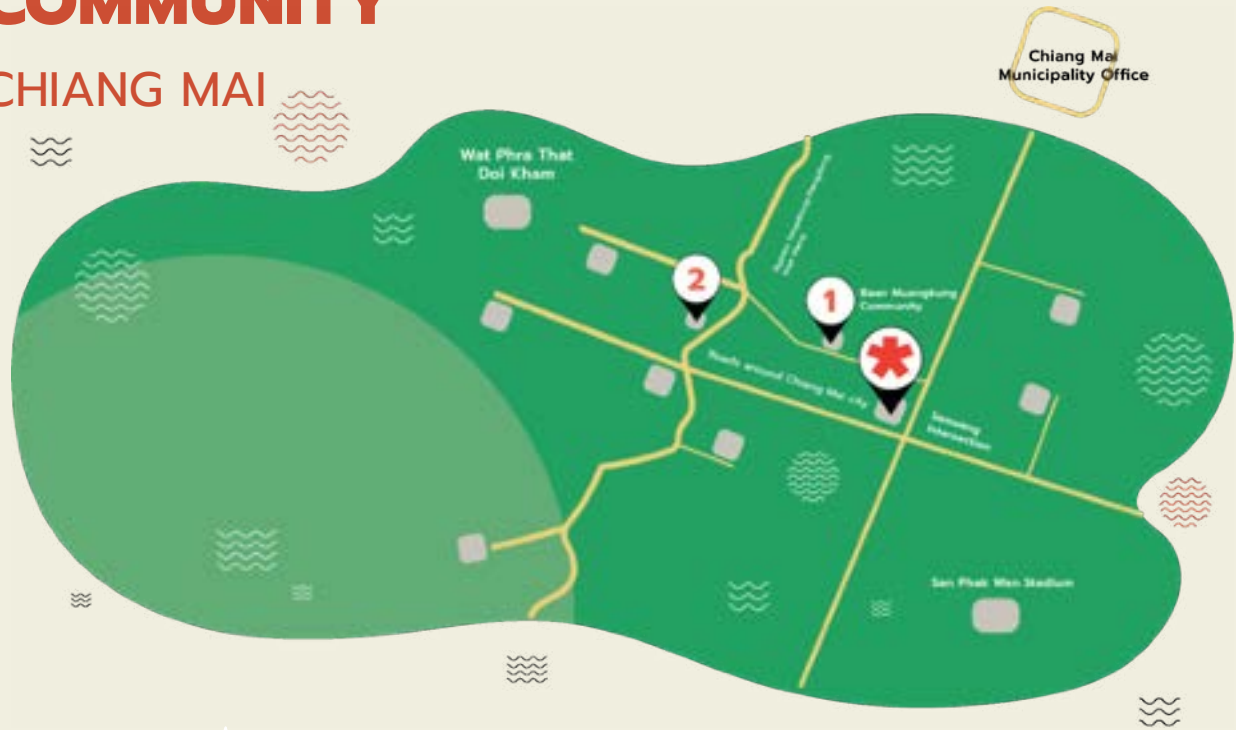 COMMUNITY
CHIANG MAI
Chiang Mai
Municipality Office
Wat Phra That
Doi Kham
2
1
Baan Muangkung
Community
Roads around Chiang Mai city
Samoeng
Intersection
San Phak Wan Stadium